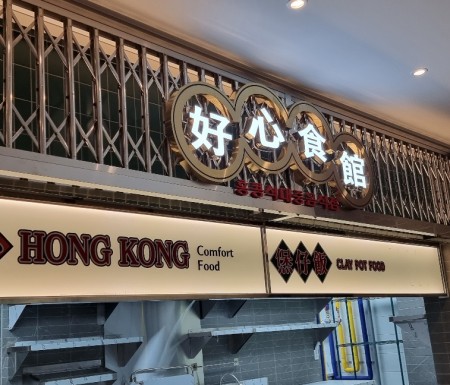 好心食館
HONG KONG Comfort Food
煲仔飯 CLAY POT FOOD